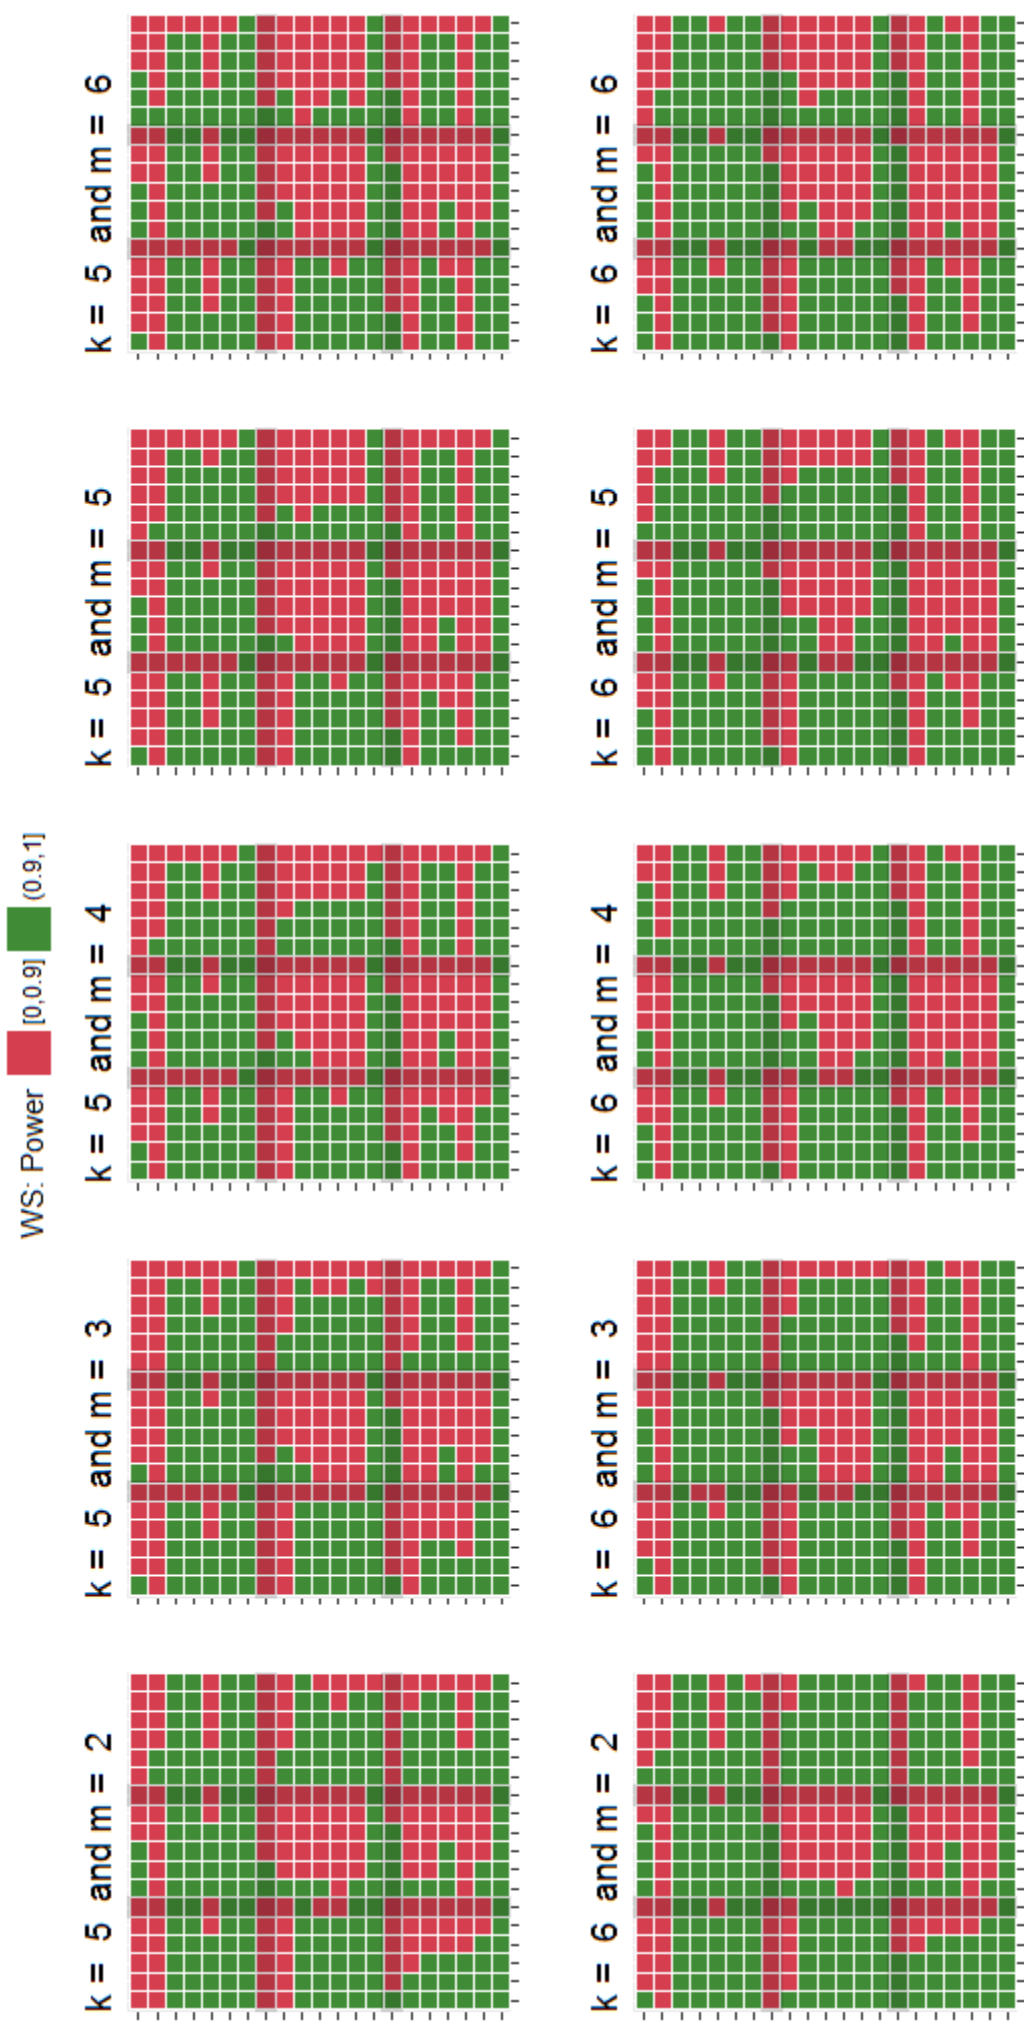 WS: Power [0,0.9] (0.9,1]
k = 5 and m = 2
k = 5 and m = 3
k = 5 and m = 4
k = 5 and m = 5
k = 5 and m = 6
k = 6 and m = 2
k = 6 and m = 3
k = 6 and m = 4
k = 6 and m = 5
k = 6 and m = 6